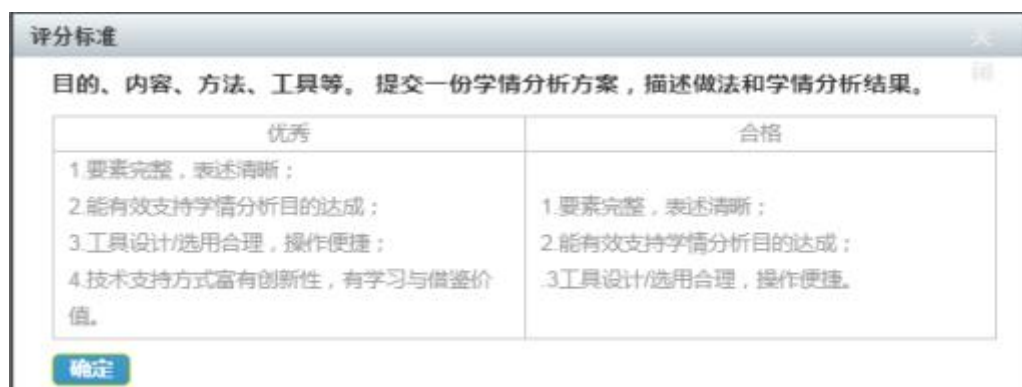 评分标准
关
闭
目的、内容、方法、工具等。 提交一份学情分析方案，描述做法和学情分析结果。
优秀
合格
1.要素完整，表述清晰；
2.能有效支持学情分析目的达成；
3.工具设计/选用合理，操作便捷；
4.技术支持方式富有创新性，有学习与借鉴价
值。
1.要素完整，表述清晰；
2.能有效支持学情分析目的达成；
.3工具设计/选用合理，操作便捷。
确定